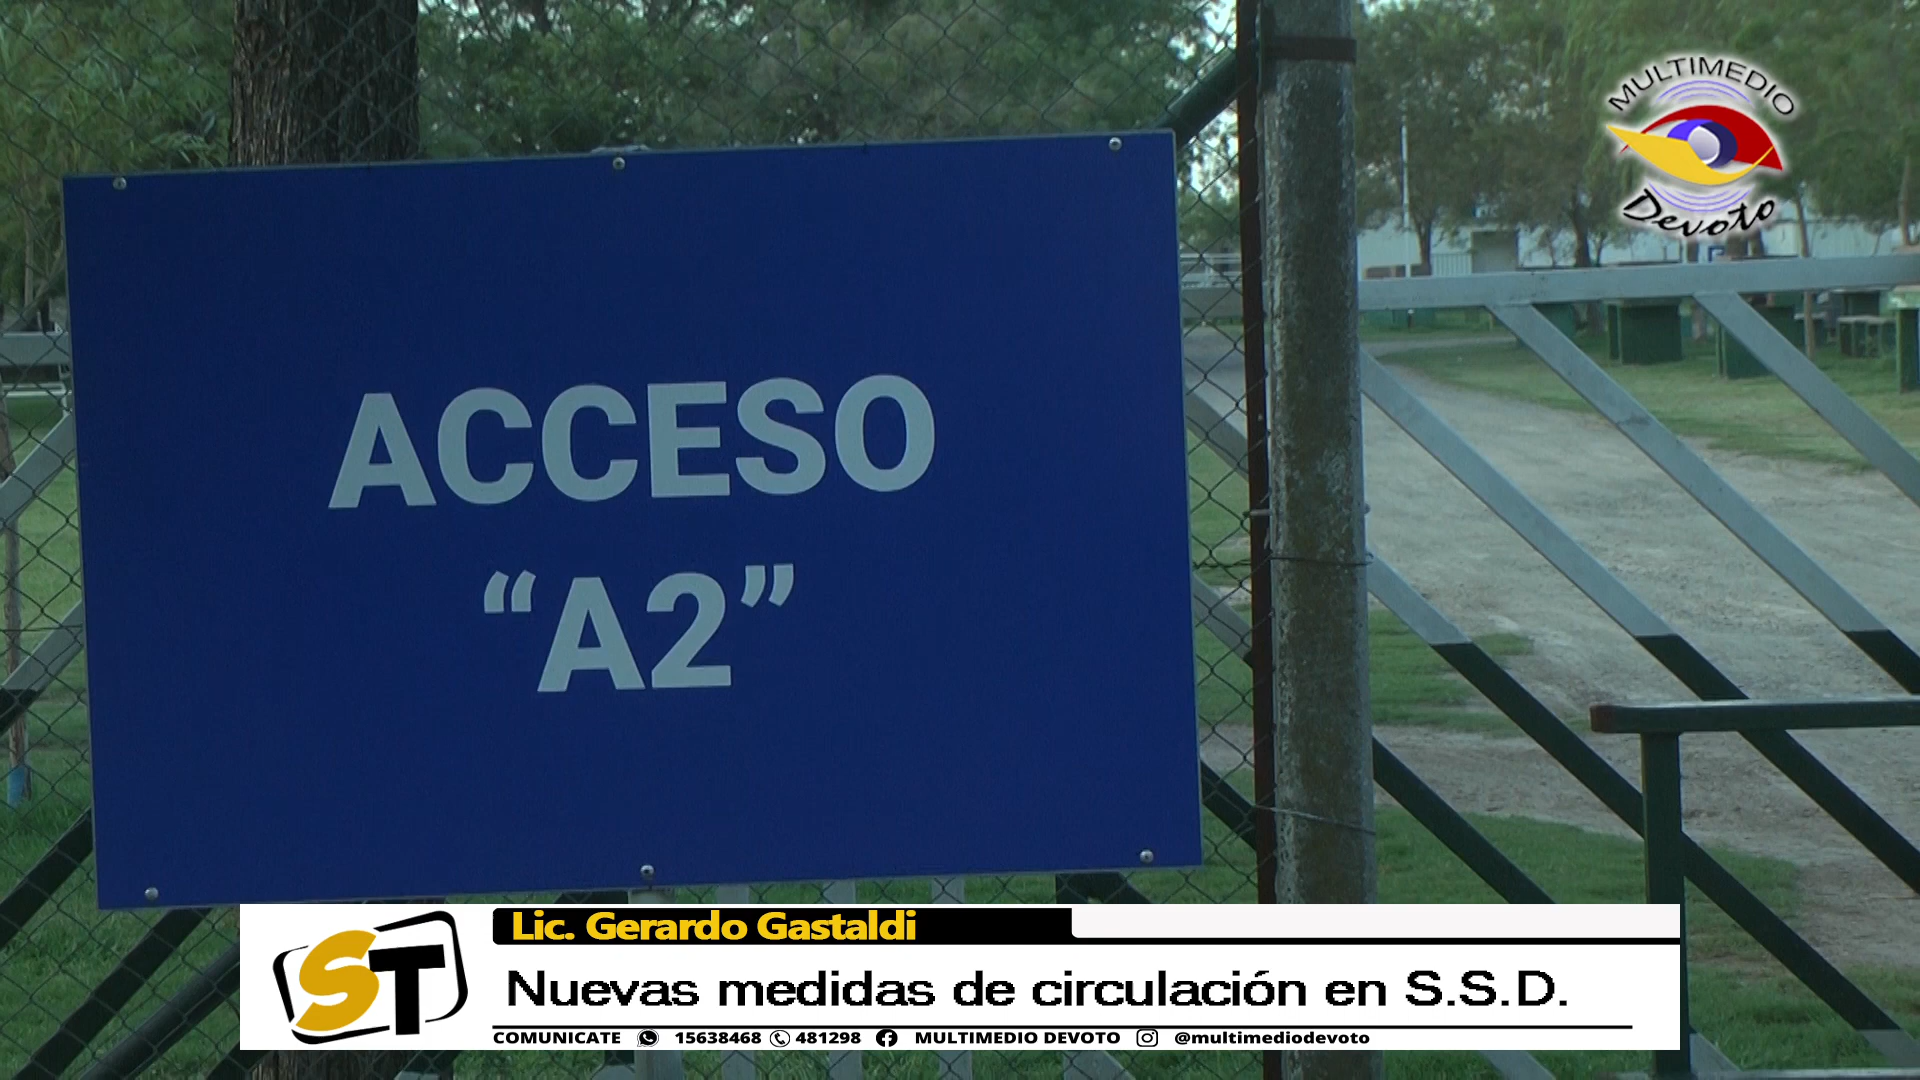 MULTIMEDIO
Devoto
ACCESO
“A2”
ST
Lic. Gerardo Gastaldi
Nuevas medidas de circulación en S.S.D.
COMUNICATE 15638468 481298 MULTIMEDIO DEVOTO @multimediodevoto